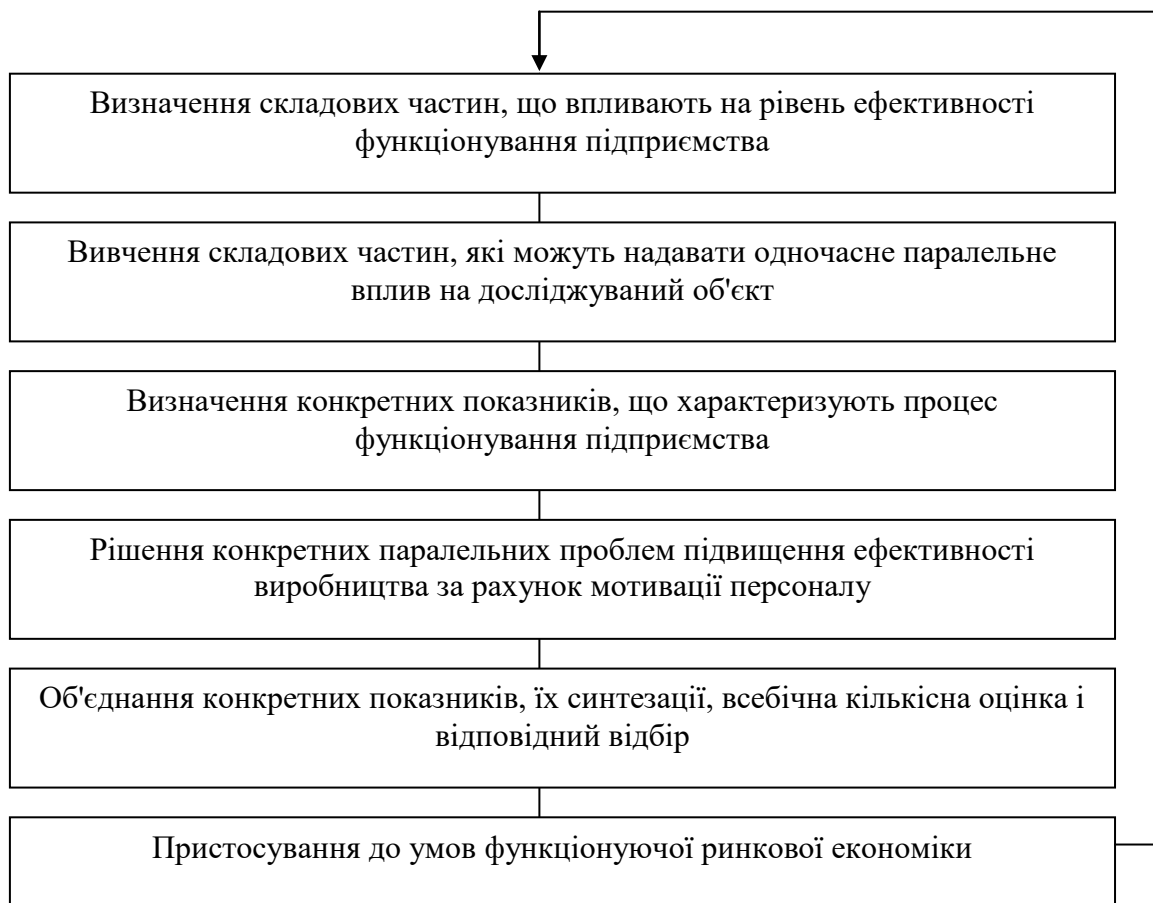 Визначення складових частин, що впливають на рівень ефективності
функціонування підприємства
Вивчення складових частин, які можуть надавати одночасне паралельне
вплив на досліджуваний об'єкт
Визначення конкретних показників, що характеризують процес
функціонування підприємства
Рішення конкретних паралельних проблем підвищення ефективності
виробництва за рахунок мотивації персоналу
Об'єднання конкретних показників, їх синтезації, всебічна кількісна оцінка і
відповідний відбір
Пристосування до умов функціонуючої ринкової економіки